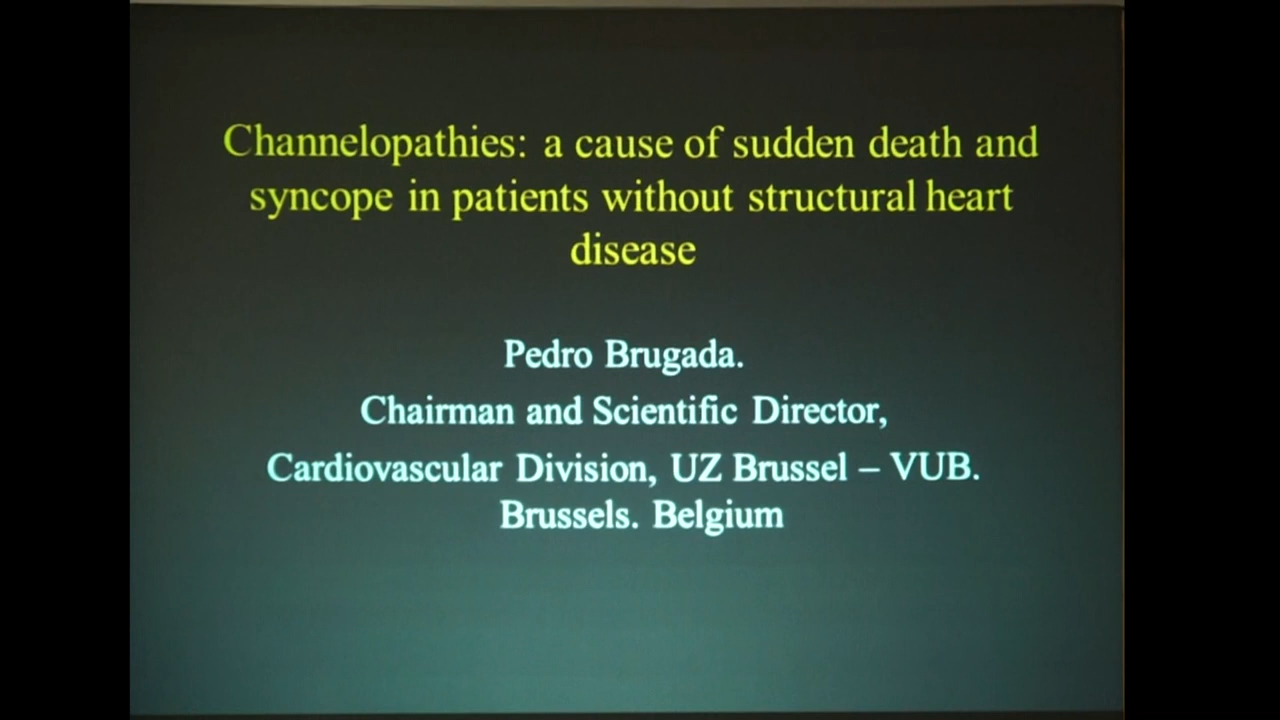 Channelopathies: a cause of sudden death and
syncope in patients without structural heart
disease
Pedro Brugada.
Chairman and Scientific Director,
Cardiovascular Division, UZ Brussel – VUB.
Brussels. Belgium